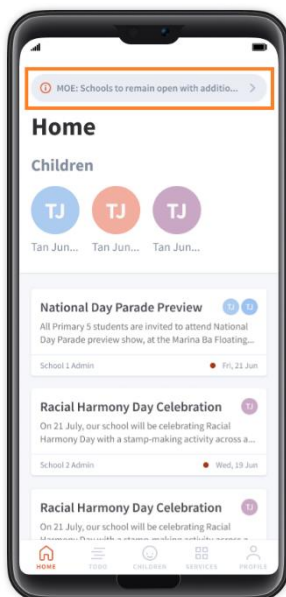 MOE: Schools to remain open with additio...
Home
Children
TJ TJ TJ
Tan Jun... Tan Jun... Tan Jun...
National Day Parade Preview TJ TJ
All Primary 5 students are invited to attend National
Day Parade preview show, at the Marina Ba Floating...
School 1 Admin Fri, 21 Jun
Racial Harmony Day Celebration TJ
On 21 July, our school will be celebrating Racial
Harmony Day with a stamp-making activity across a...
School 2 Admin Wed, 19 Jun
Racial Harmony Day Celebration TJ
On 21 July, our school will be celebrating Racial
Harmony Day with a stamp-making activity across a...
HOME TODO CHILDREN SERVICES PROFILE